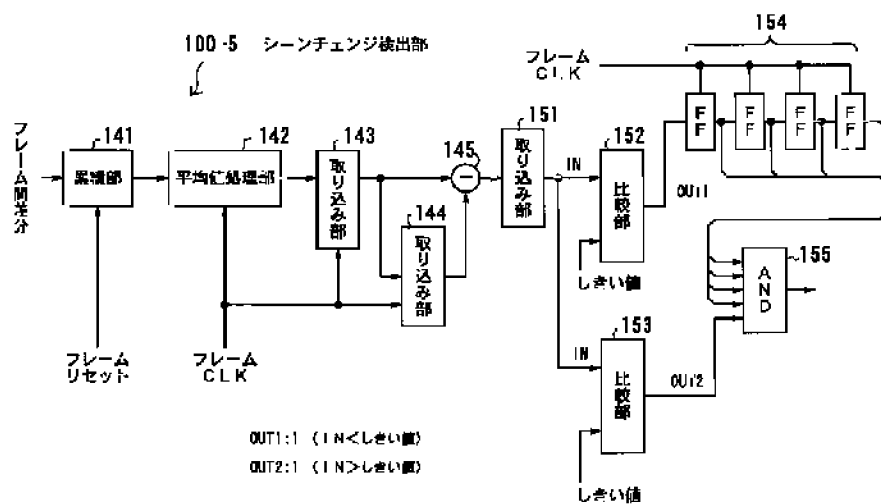 100-5 シーンチェンジ検出部
154
フレーム
CLK
FF
FF
FF
FF
フレーム間差分
141
累積部
142
平均値処理部
143
取り込み部
144
取り込み部
145
−
151
取り込み部
IN
152
比較部
OUT1
しきい値
155
AND
フレーム
リセット
フレーム
CLK
IN
153
比較部
OUT2
しきい値
OUT1:1 (IN<しきい値)
OUT2:1 (IN>しきい値)